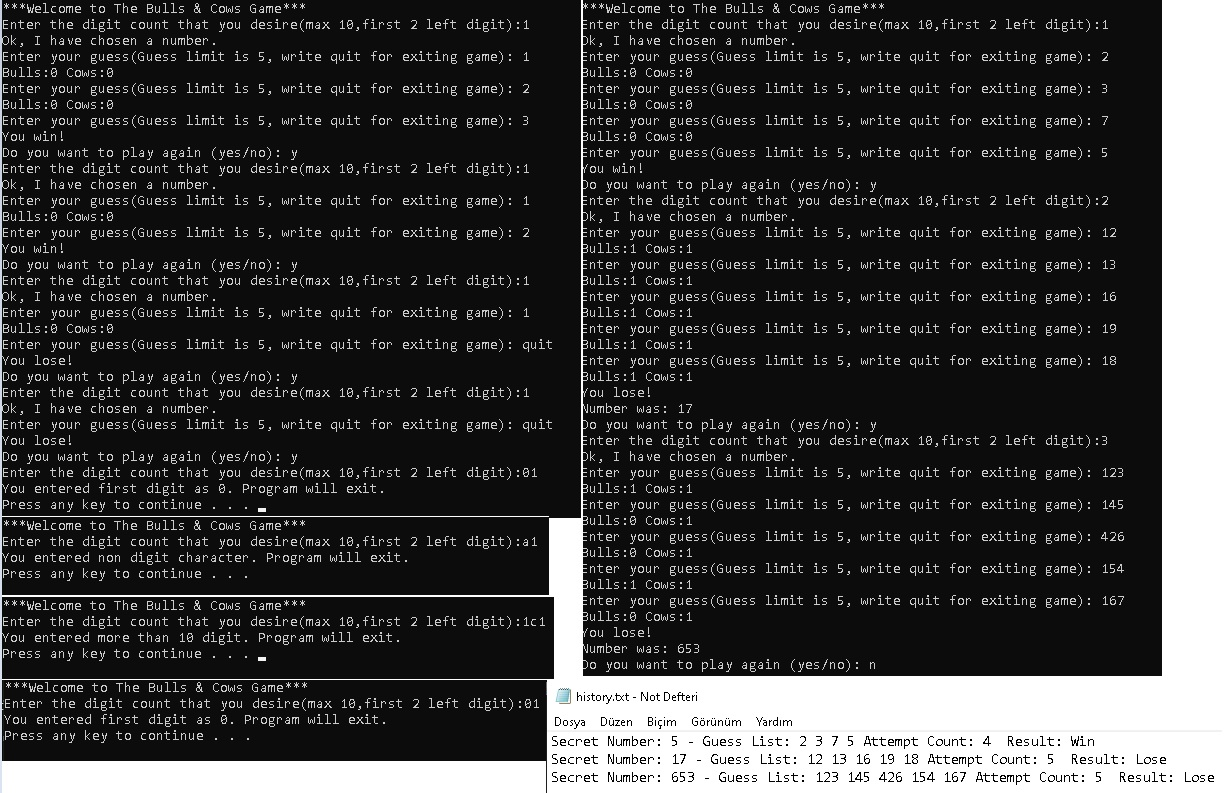 ***Welcome to The Bulls & Cows Game***
Enter the digit count that you desire(max 10,first 2 left digit):1
Ok, I have chosen a number.
Enter your guess(Guess limit is 5, write quit for exiting game): 1
Bulls:0 Cows:0
Enter your guess(Guess limit is 5, write quit for exiting game): 2
Bulls:0 Cows:0
Enter your guess(Guess limit is 5, write quit for exiting game): 3
You win!
Do you want to play again (yes/no): y
Enter the digit count that you desire(max 10,first 2 left digit):1
Ok, I have chosen a number.
Enter your guess(Guess limit is 5, write quit for exiting game): 1
Bulls:0 Cows:0
Enter your guess(Guess limit is 5, write quit for exiting game): 2
You win!
Do you want to play again (yes/no): y
Enter the digit count that you desire(max 10,first 2 left digit):1
Ok, I have chosen a number.
Enter your guess(Guess limit is 5, write quit for exiting game): 1
Bulls:0 Cows:0
Enter your guess(Guess limit is 5, write quit for exiting game): quit
You lose!
Do you want to play again (yes/no): y
Enter the digit count that you desire(max 10,first 2 left digit):1
Ok, I have chosen a number.
Enter your guess(Guess limit is 5, write quit for exiting game): quit
You lose!
Do you want to play again (yes/no): y
Enter the digit count that you desire(max 10,first 2 left digit):01
You entered first digit as 0. Program will exit.
Press any key to continue . . .
***Welcome to The Bulls & Cows Game***
Enter the digit count that you desire(max 10,first 2 left digit):a1
You entered non digit character. Program will exit.
Press any key to continue . . .
***Welcome to The Bulls & Cows Game***
Enter the digit count that you desire(max 10,first 2 left digit):1c1
You entered more than 10 digit. Program will exit.
Press any key to continue . . .
***Welcome to The Bulls & Cows Game***
Enter the digit count that you desire(max 10,first 2 left digit):01
You entered first digit as 0. Program will exit.
Press any key to continue . . .
***Welcome to The Bulls & Cows Game***
Enter the digit count that you desire(max 10,first 2 left digit):1
Ok, I have chosen a number.
Enter your guess(Guess limit is 5, write quit for exiting game): 2
Bulls:0 Cows:0
Enter your guess(Guess limit is 5, write quit for exiting game): 3
Bulls:0 Cows:0
Enter your guess(Guess limit is 5, write quit for exiting game): 7
Bulls:0 Cows:0
Enter your guess(Guess limit is 5, write quit for exiting game): 5
You win!
Do you want to play again (yes/no): y
Enter the digit count that you desire(max 10,first 2 left digit):2
Ok, I have chosen a number.
Enter your guess(Guess limit is 5, write quit for exiting game): 12
Bulls:1 Cows:1
Enter your guess(Guess limit is 5, write quit for exiting game): 13
Bulls:1 Cows:1
Enter your guess(Guess limit is 5, write quit for exiting game): 16
Bulls:1 Cows:1
Enter your guess(Guess limit is 5, write quit for exiting game): 19
Bulls:1 Cows:1
Enter your guess(Guess limit is 5, write quit for exiting game): 18
Bulls:1 Cows:1
You lose!
Number was: 17
Do you want to play again (yes/no): y
Enter the digit count that you desire(max 10,first 2 left digit):3
Ok, I have chosen a number.
Enter your guess(Guess limit is 5, write quit for exiting game): 123
Bulls:1 Cows:1
Enter your guess(Guess limit is 5, write quit for exiting game): 145
Bulls:0 Cows:1
Enter your guess(Guess limit is 5, write quit for exiting game): 426
Bulls:0 Cows:1
Enter your guess(Guess limit is 5, write quit for exiting game): 154
Bulls:1 Cows:1
Enter your guess(Guess limit is 5, write quit for exiting game): 167
Bulls:0 Cows:1
You lose!
Number was: 653
Do you want to play again (yes/no): n
history.txt - Not Defteri
Dosya Düzen Biçim Görünüm Yardım
Secret Number: 5 - Guess List: 2 3 7 5 Attempt Count: 4  Result: Win
Secret Number: 17 - Guess List: 12 13 16 19 18 Attempt Count: 5  Result: Lose
Secret Number: 653 - Guess List: 123 145 426 154 167 Attempt Count: 5  Result: Lose